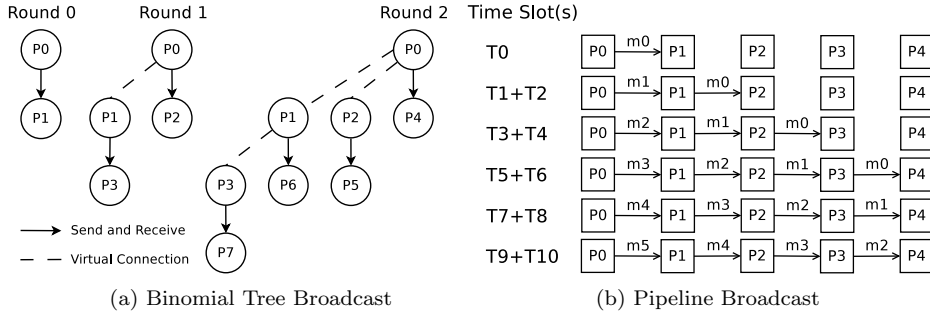 Round 0 Round 1 Round 2
P0 P0 P0
P1 P1 P2 P1 P2 P4
P3 P3 P6 P5
P7
Send and Receive
Virtual Connection
(a) Binomial Tree Broadcast
Time Slot(s)
T0 P0 m0 P1 P2 P3 P4
T1+T2 P0 m1 P1 m0 P2 P3 P4
T3+T4 P0 m2 P1 m1 P2 m0 P3 P4
T5+T6 P0 m3 P1 m2 P2 m1 P3 m0 P4
T7+T8 P0 m4 P1 m3 P2 m2 P3 m1 P4
T9+T10 P0 m5 P1 m4 P2 m3 P3 m2 P4
(b) Pipeline Broadcast